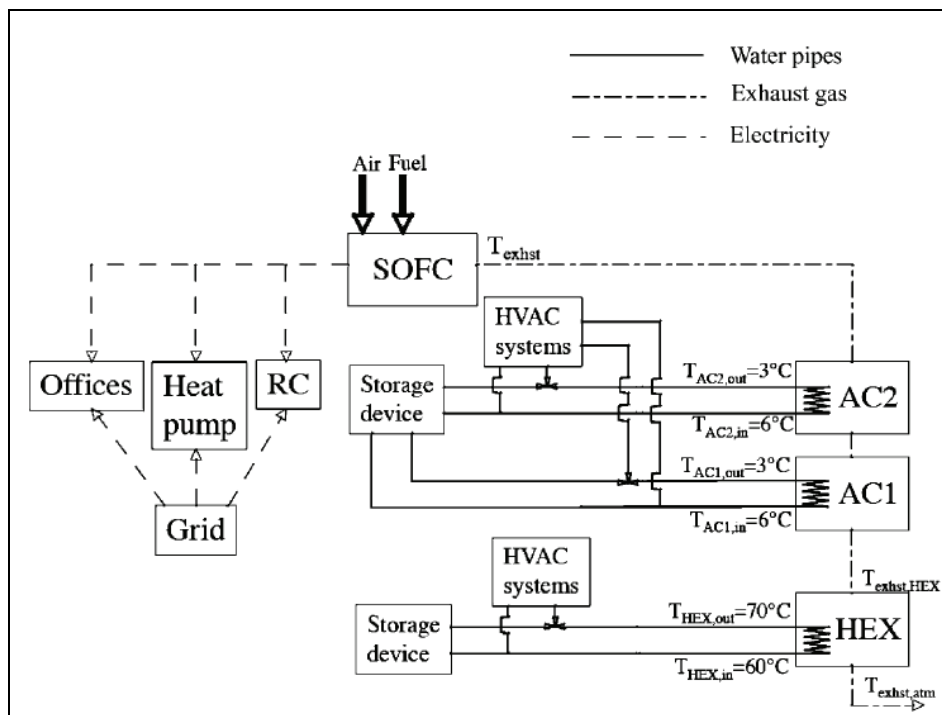 Water pipes
Exhaust gas
Electricity
Air Fuel
SOFC
T_exhst
HVAC
systems
Offices
Heat
pump
RC
Storage
device
T_AC2,out=3°C
AC2
T_AC2,in=6°C
T_AC1,out=3°C
AC1
T_AC1,in=6°C
Grid
HVAC
systems
T_exhst,HEX
Storage
device
T_HEX,out=70°C
HEX
T_HEX,in=60°C
T_exhst,atm